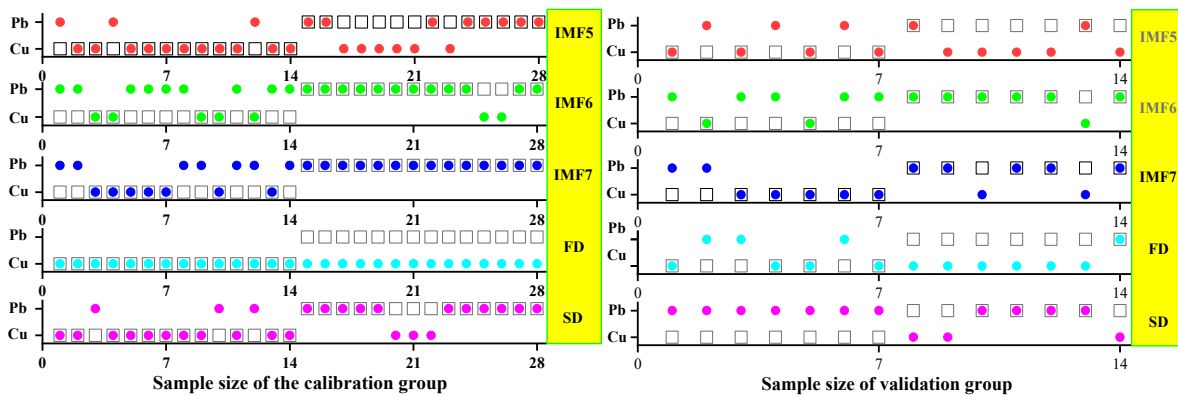 Pb
Cu
IMF5
0 7 14 21 28
Pb
Cu
IMF6
0 7 14 21 28
Pb
Cu
IMF7
0 7 14 21 28
Pb
Cu
FD
0 7 14 21 28
Pb
Cu
SD
0 7 14 21 28
Sample size of the calibration group
Pb
Cu
IMF5
0 7 14
Pb
Cu
IMF6
0 7 14
Pb
Cu
IMF7
0 7 14
Pb
Cu
FD
0 7 14
Pb
Cu
SD
0 7 14
Sample size of validation group